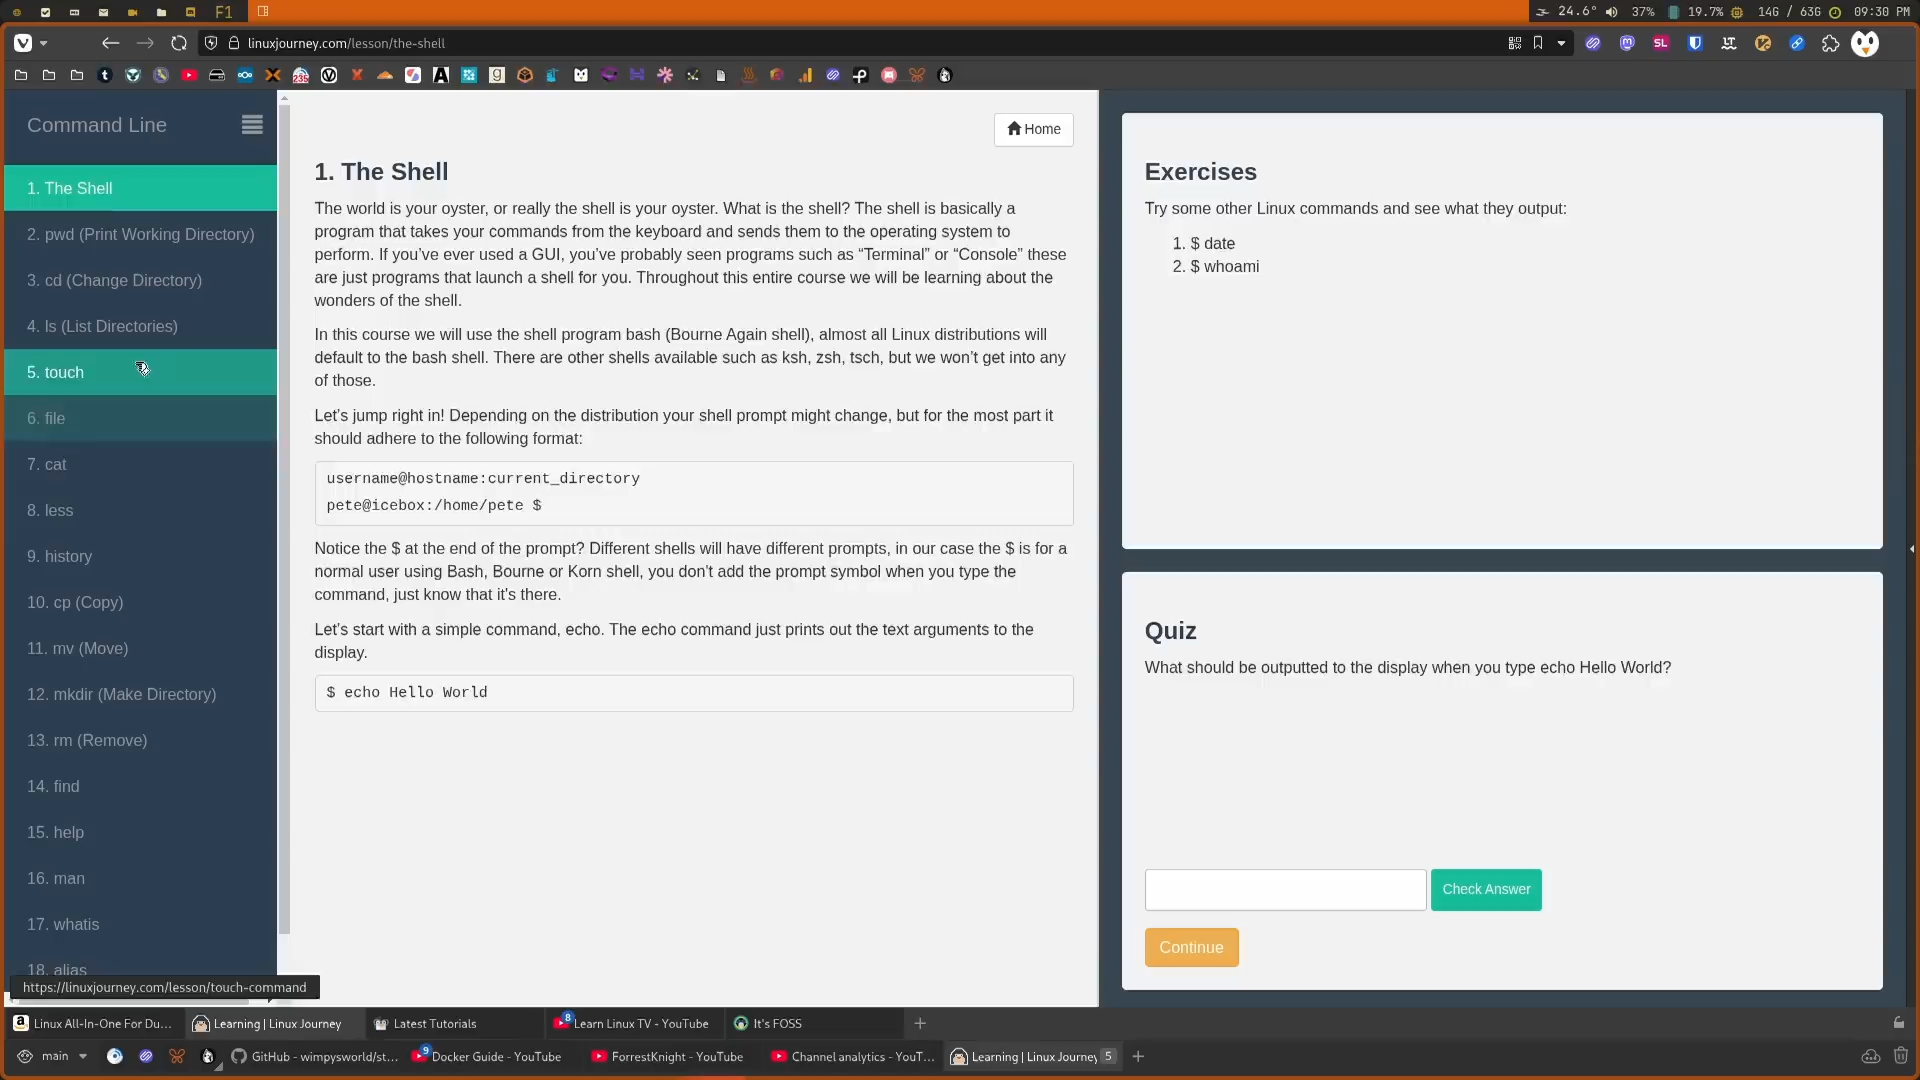 F1
24.6°
37%
19.7%
14G / 63G
09:30 PM
linuxjourney.com/lesson/the-shell
SL
LT
235
Command Line
1. The Shell
2. pwd (Print Working Directory)
3. cd (Change Directory)
4. ls (List Directories)
5. touch
6. file
7. cat
8. less
9. history
10. cp (Copy)
11. mv (Move)
12. mkdir (Make Directory)
13. rm (Remove)
14. find
15. help
16. man
17. whatis
18. alias
https://linuxjourney.com/lesson/touch-command
Home
1. The Shell
The world is your oyster, or really the shell is your oyster. What is the shell? The shell is basically a
program that takes your commands from the keyboard and sends them to the operating system to
perform. If you’ve ever used a GUI, you’ve probably seen programs such as “Terminal” or “Console” these
are just programs that launch a shell for you. Throughout this entire course we will be learning about the
wonders of the shell.
In this course we will use the shell program bash (Bourne Again shell), almost all Linux distributions will
default to the bash shell. There are other shells available such as ksh, zsh, tsch, but we won’t get into any
of those.
Let’s jump right in! Depending on the distribution your shell prompt might change, but for the most part it
should adhere to the following format:
username@hostname:current_directory
pete@icebox:/home/pete $
Notice the $ at the end of the prompt? Different shells will have different prompts, in our case the $ is for a
normal user using Bash, Bourne or Korn shell, you don't add the prompt symbol when you type the
command, just know that it's there.
Let’s start with a simple command, echo. The echo command just prints out the text arguments to the
display.
$ echo Hello World
Exercises
Try some other Linux commands and see what they output:
1. $ date
2. $ whoami
Quiz
What should be outputted to the display when you type echo Hello World?
Check Answer
Continue
Linux All-In-One For Du...
Learning | Linux Journey
Latest Tutorials
8
Learn Linux TV - YouTube
It's FOSS
main
GitHub - wimpysworld/st...
9
Docker Guide - YouTube
ForrestKnight - YouTube
Channel analytics - YouT...
Learning | Linux Journey
5